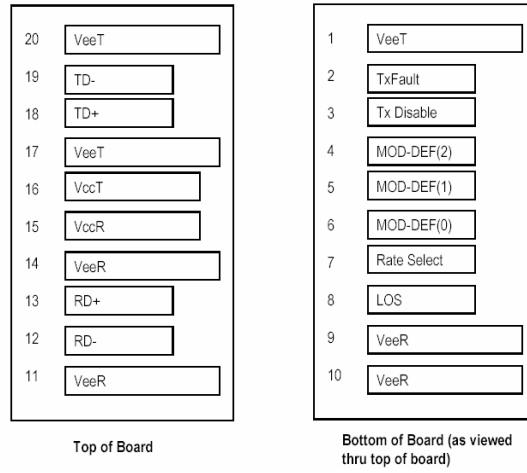 20 VeeT
19 TD-
18 TD+
17 VeeT
16 VccT
15 VccR
14 VeeR
13 RD+
12 RD-
11 VeeR
Top of Board
1 VeeT
2 TxFault
3 Tx Disable
4 MOD-DEF(2)
5 MOD-DEF(1)
6 MOD-DEF(0)
7 Rate Select
8 LOS
9 VeeR
10 VeeR
Bottom of Board (as viewed
thru top of board)